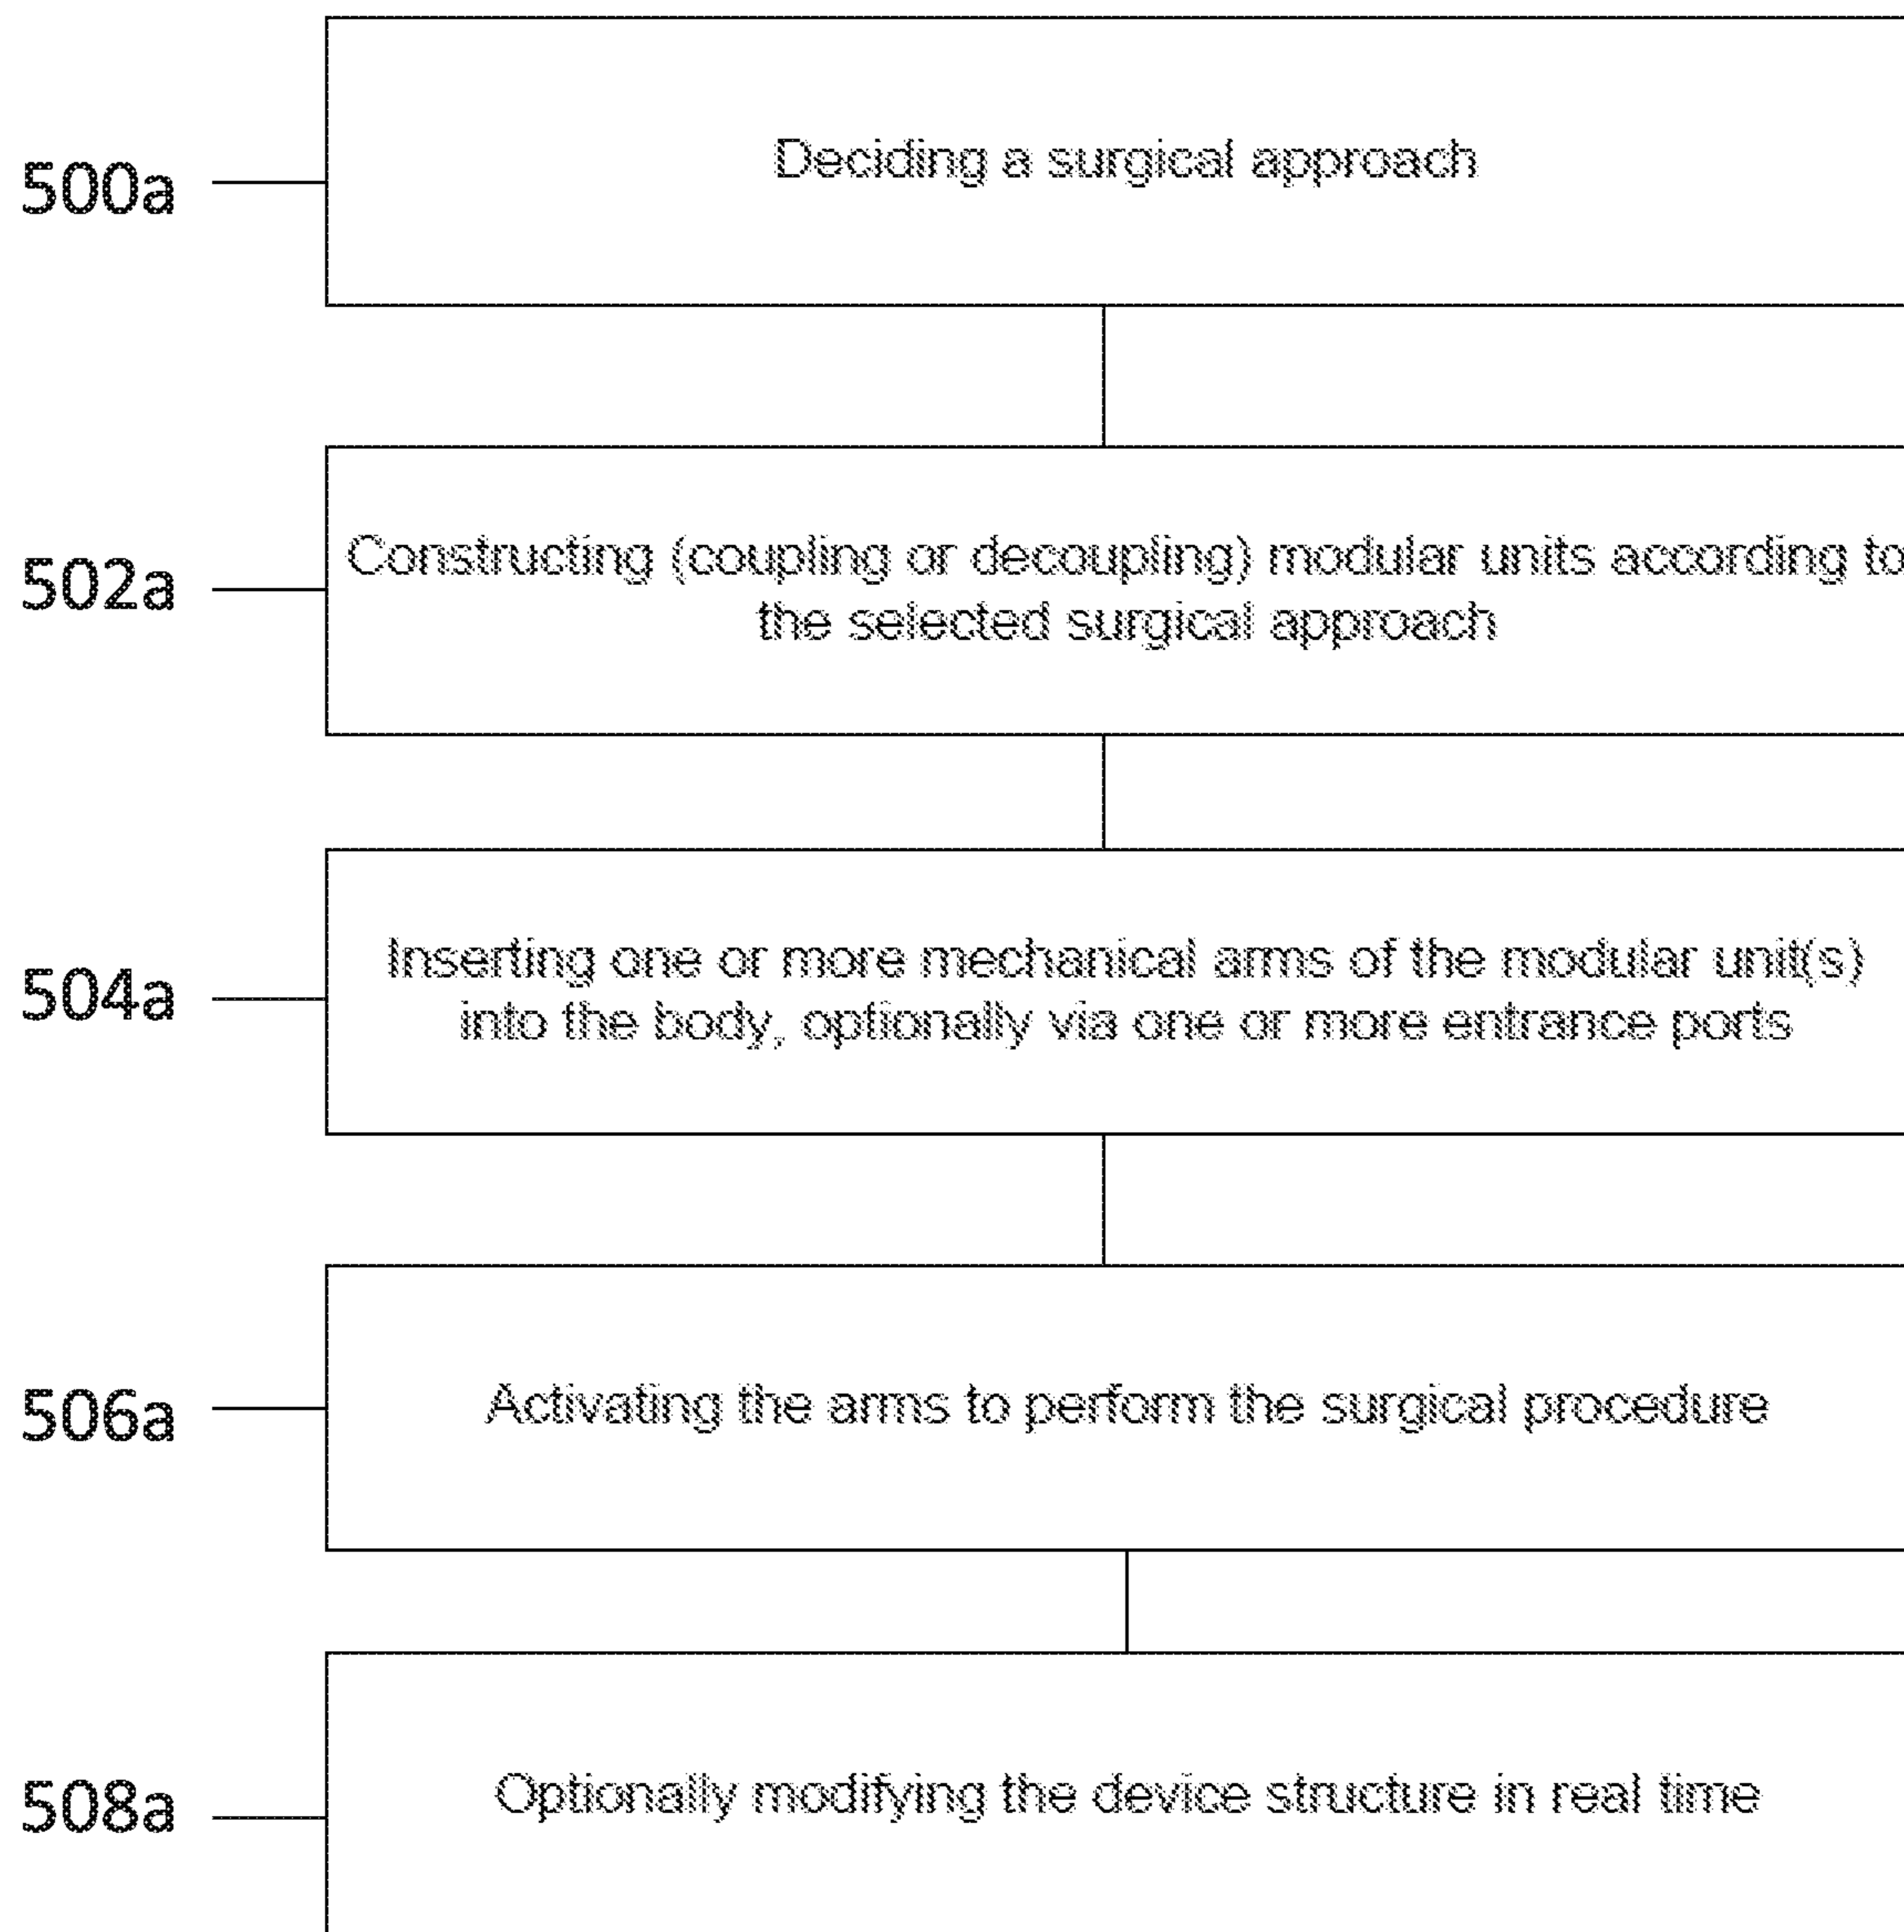 500a
Deciding a surgical approach
502a
Constructing (coupling or decoupling) modular units according to
the selected surgical approach
504a
Inserting one or more mechanical arms of the modular unit(s)
into the body, optionally via one or more entrance ports
506a
Activating the arms to perform the surgical procedure
508a
Optionally modifying the device structure in real time